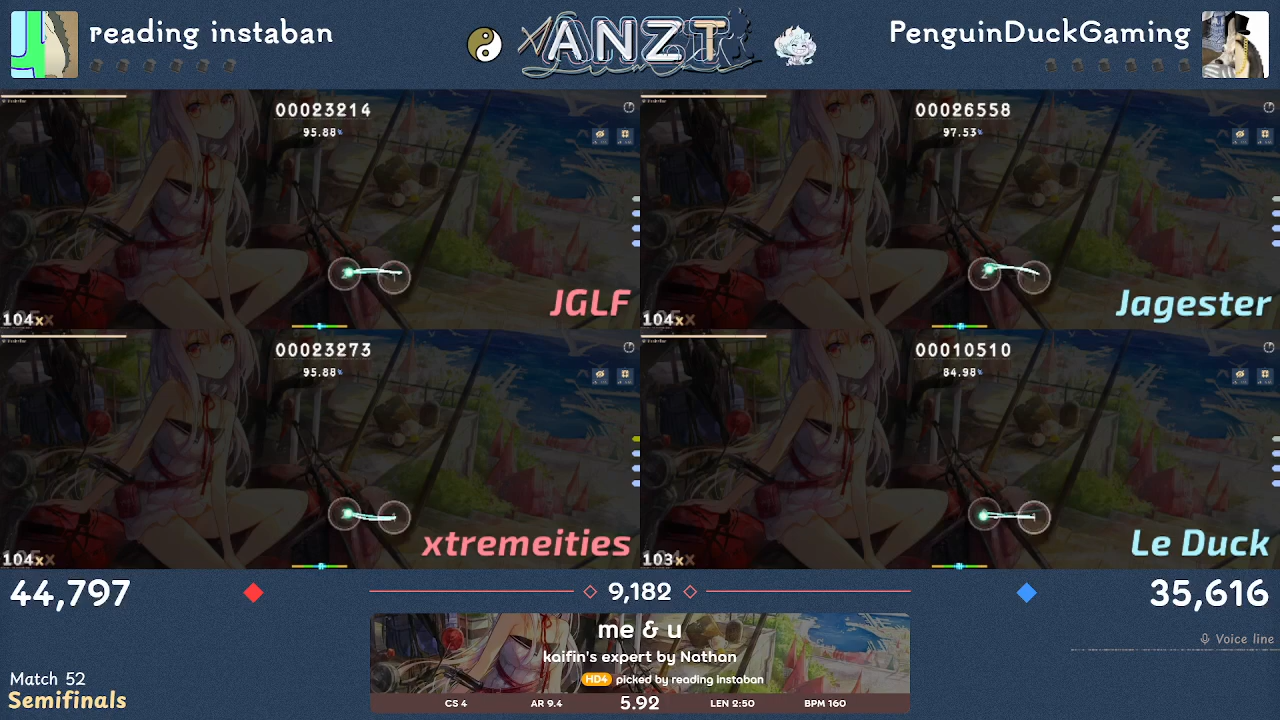 reading instaban
ANZT
PenguinDuckGaming
00023214
95.88%
104x
JGLF
00026558
97.53%
104x
Jagester
00023273
95.88%
104x
xtremeities
00010510
84.98%
103x
Le Duck
44,797
9,182
35,616
me & u
kaifin's expert by Nathan
HD4 picked by reading instaban
CS 4 AR 9.4 5.92 LEN 2:50 BPM 160
Voice line
Match 52
Semifinals